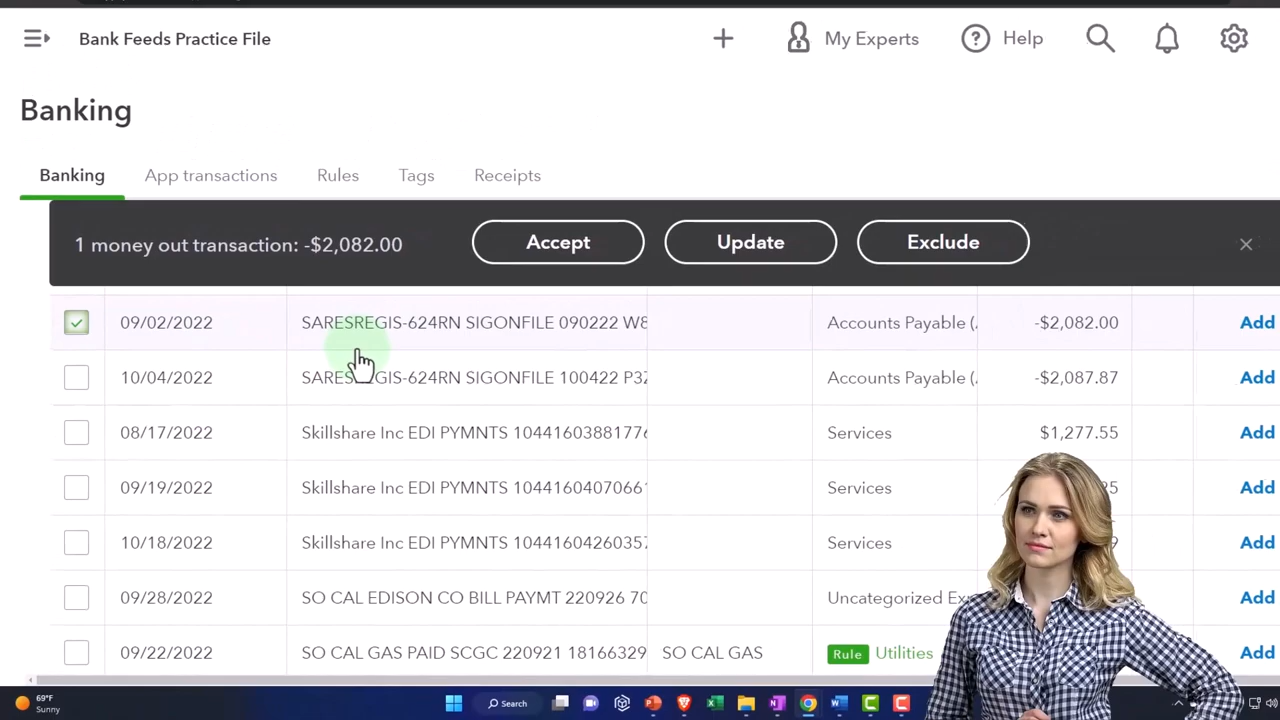 Bank Feeds Practice File My Experts Help
Banking
Banking App transactions Rules Tags Receipts
1 money out transaction: -$2,082.00 Accept Update Exclude
09/02/2022 SARESREGIS-624RN SIGONFILE 090222 W8 Accounts Payable (. -$2,082.00 Add
10/04/2022 SARES GIS-624RN SIGONFILE 100422 P3Z Accounts Payable (. -$2,087.87 Add
08/17/2022 Skillshare Inc EDI PYMNTS 1044160388177( Services $1,277.55 Add
09/19/2022 Skillshare Inc EDI PYMNTS 1044160407066 Services 25 Add
10/18/2022 Skillshare Inc EDI PYMNTS 1044160426035 Services Add
09/28/2022 SO CAL EDISON CO BILL PAYMT 220926 70 Uncategorized Ex Add
09/22/2022 SO CAL GAS PAID SCGC 220921 18166329 SO CAL GAS Rule Utilities Add
69°F
Sunny
Search